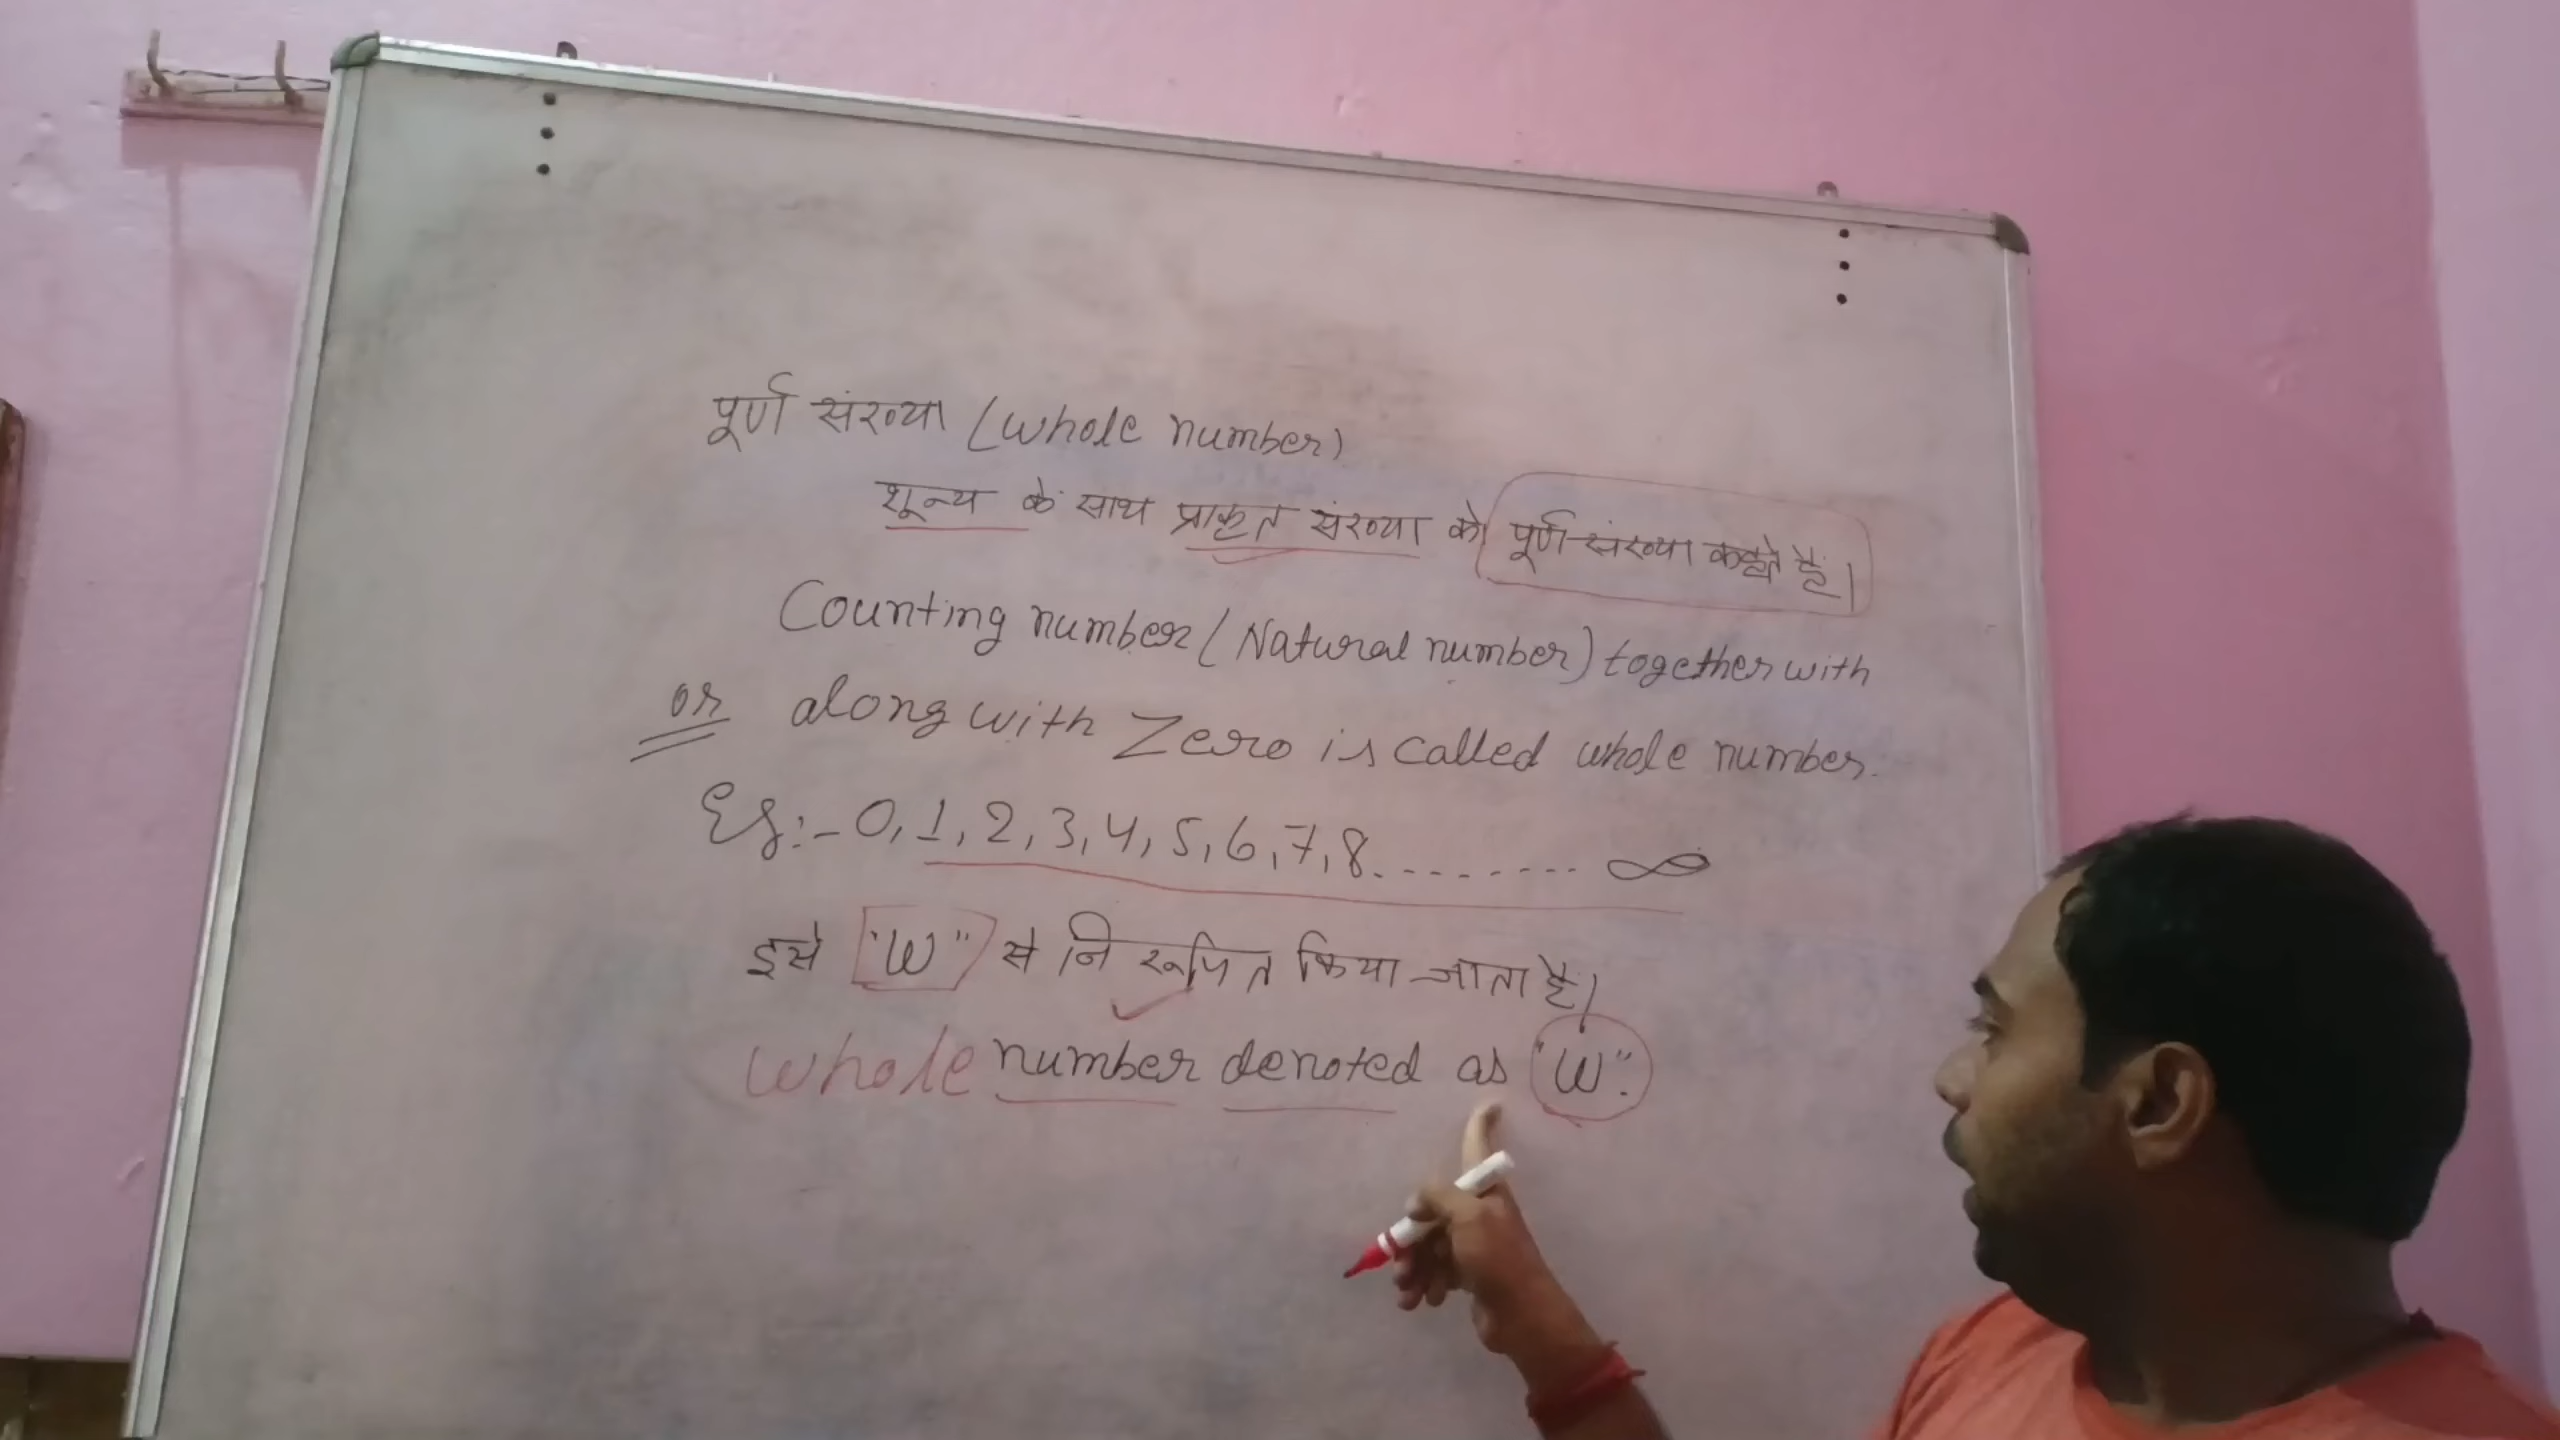 पूर्ण संख्या (whole number)
शून्य के साथ प्राकृत संख्या को पूर्ण संख्या कहते है।
Counting number (Natural number) together with
or along with Zero is called whole number.
Eg:- 0, 1, 2, 3, 4, 5, 6, 7, 8. - - - - - - - - ∞
इसे "W" से निरूपित किया जाता है।
whole number denoted as "W".